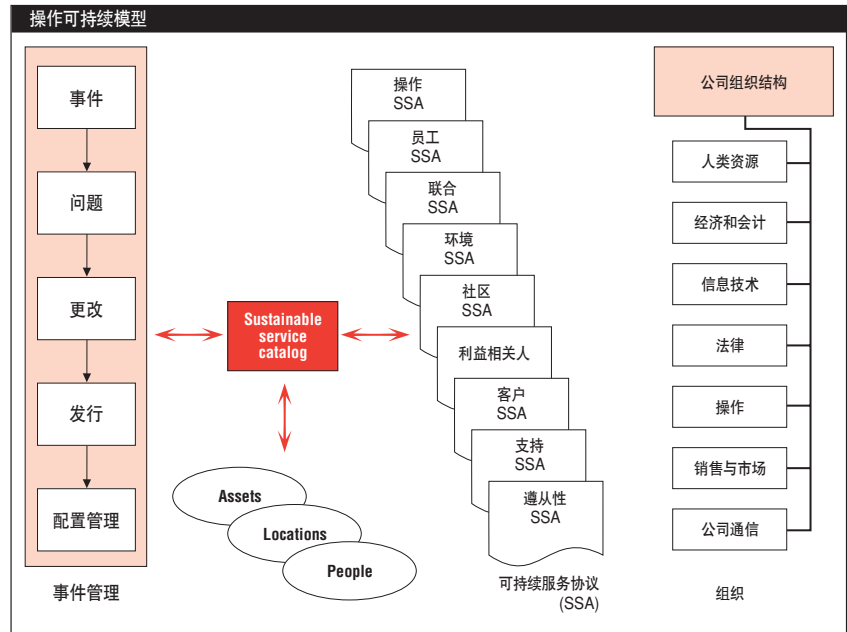 操作可持续模型
事件
问题
更改
发行
配置管理
事件管理
Sustainable
service
catalog
Assets
Locations
People
操作
SSA
员工
SSA
联合
SSA
环境
SSA
社区
SSA
利益相关人
客户
SSA
支持
SSA
遵从性
SSA
可持续服务协议
(SSA)
公司组织结构
人类资源
经济和会计
信息技术
法律
操作
销售与市场
公司通信
组织